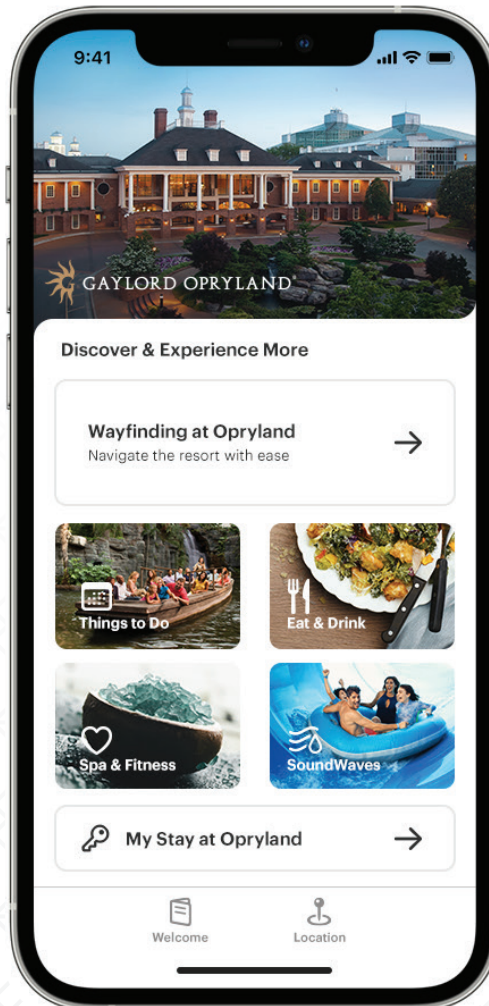 9:41
GAYLORD OPRYLAND®
Discover & Experience More
Wayfinding at Opryland
Navigate the resort with ease
Things to Do
Eat & Drink
Spa & Fitness
SoundWaves
My Stay at Opryland
Welcome
Location